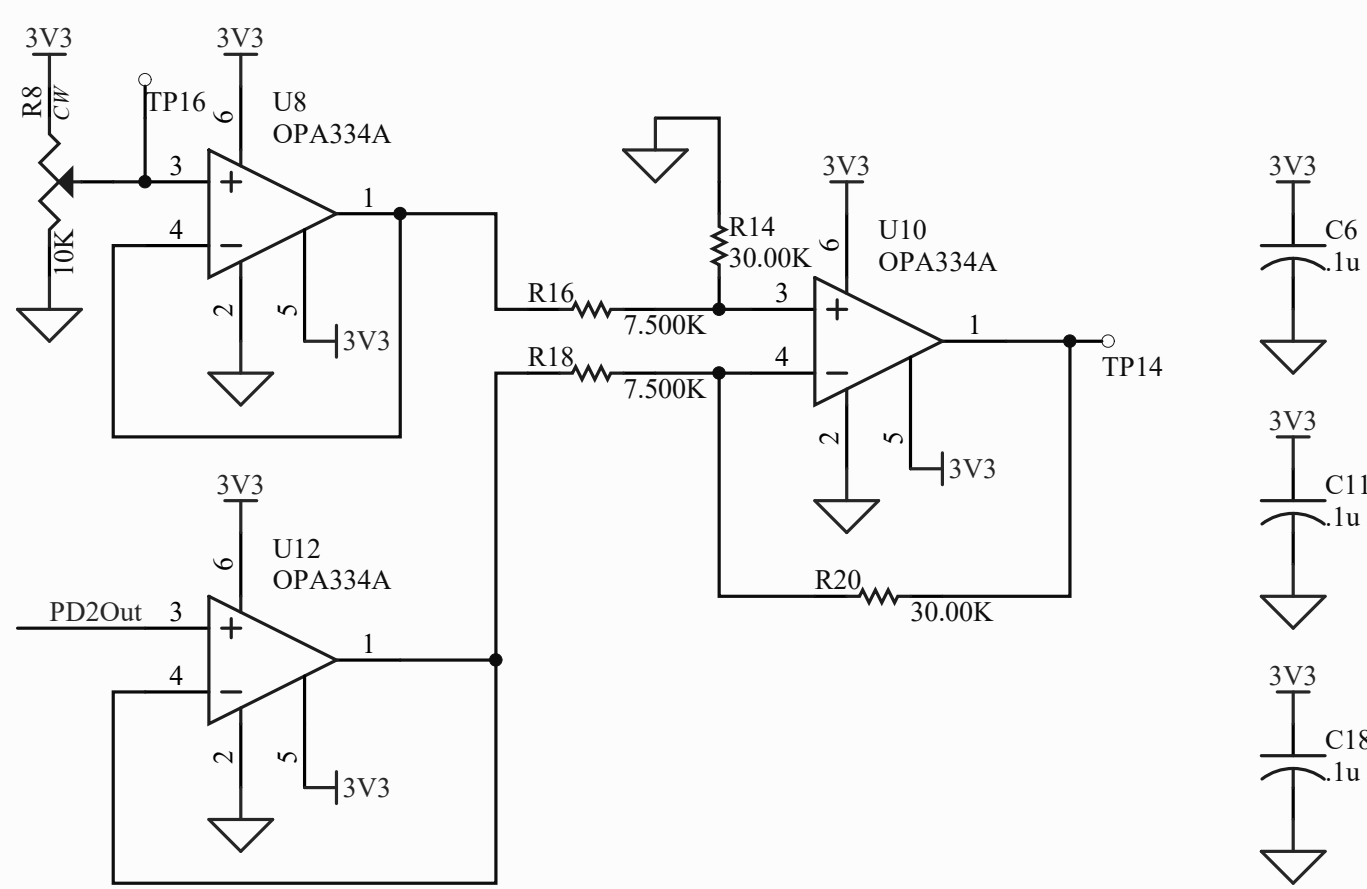 3V3
R8
CW
10K
TP16
3V3
6
U8
OPA334A
3
+
4
−
1
2
5
3V3
R14
30.00K
R16
7.500K
R18
7.500K
3V3
6
U10
OPA334A
3
+
4
−
1
TP14
2
5
3V3
R20
30.00K
3V3
6
U12
OPA334A
PD2Out
3
+
4
−
1
2
5
3V3
3V3
C6
.1u
3V3
C11
.1u
3V3
C18
.1u